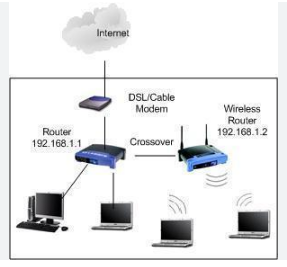 Internet
DSL/Cable
Modem
Router
192.168.1.1
Crossover
Wireless
Router
192.168.1.2